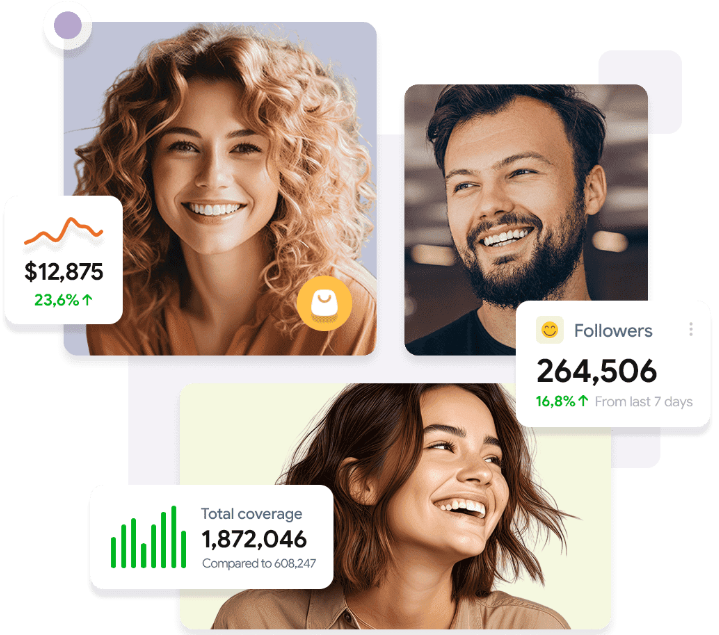 $12,875
23,6%↑
Followers
264,506
16,8%↑ From last 7 days
Total coverage
1,872,046
Compared to 608,247